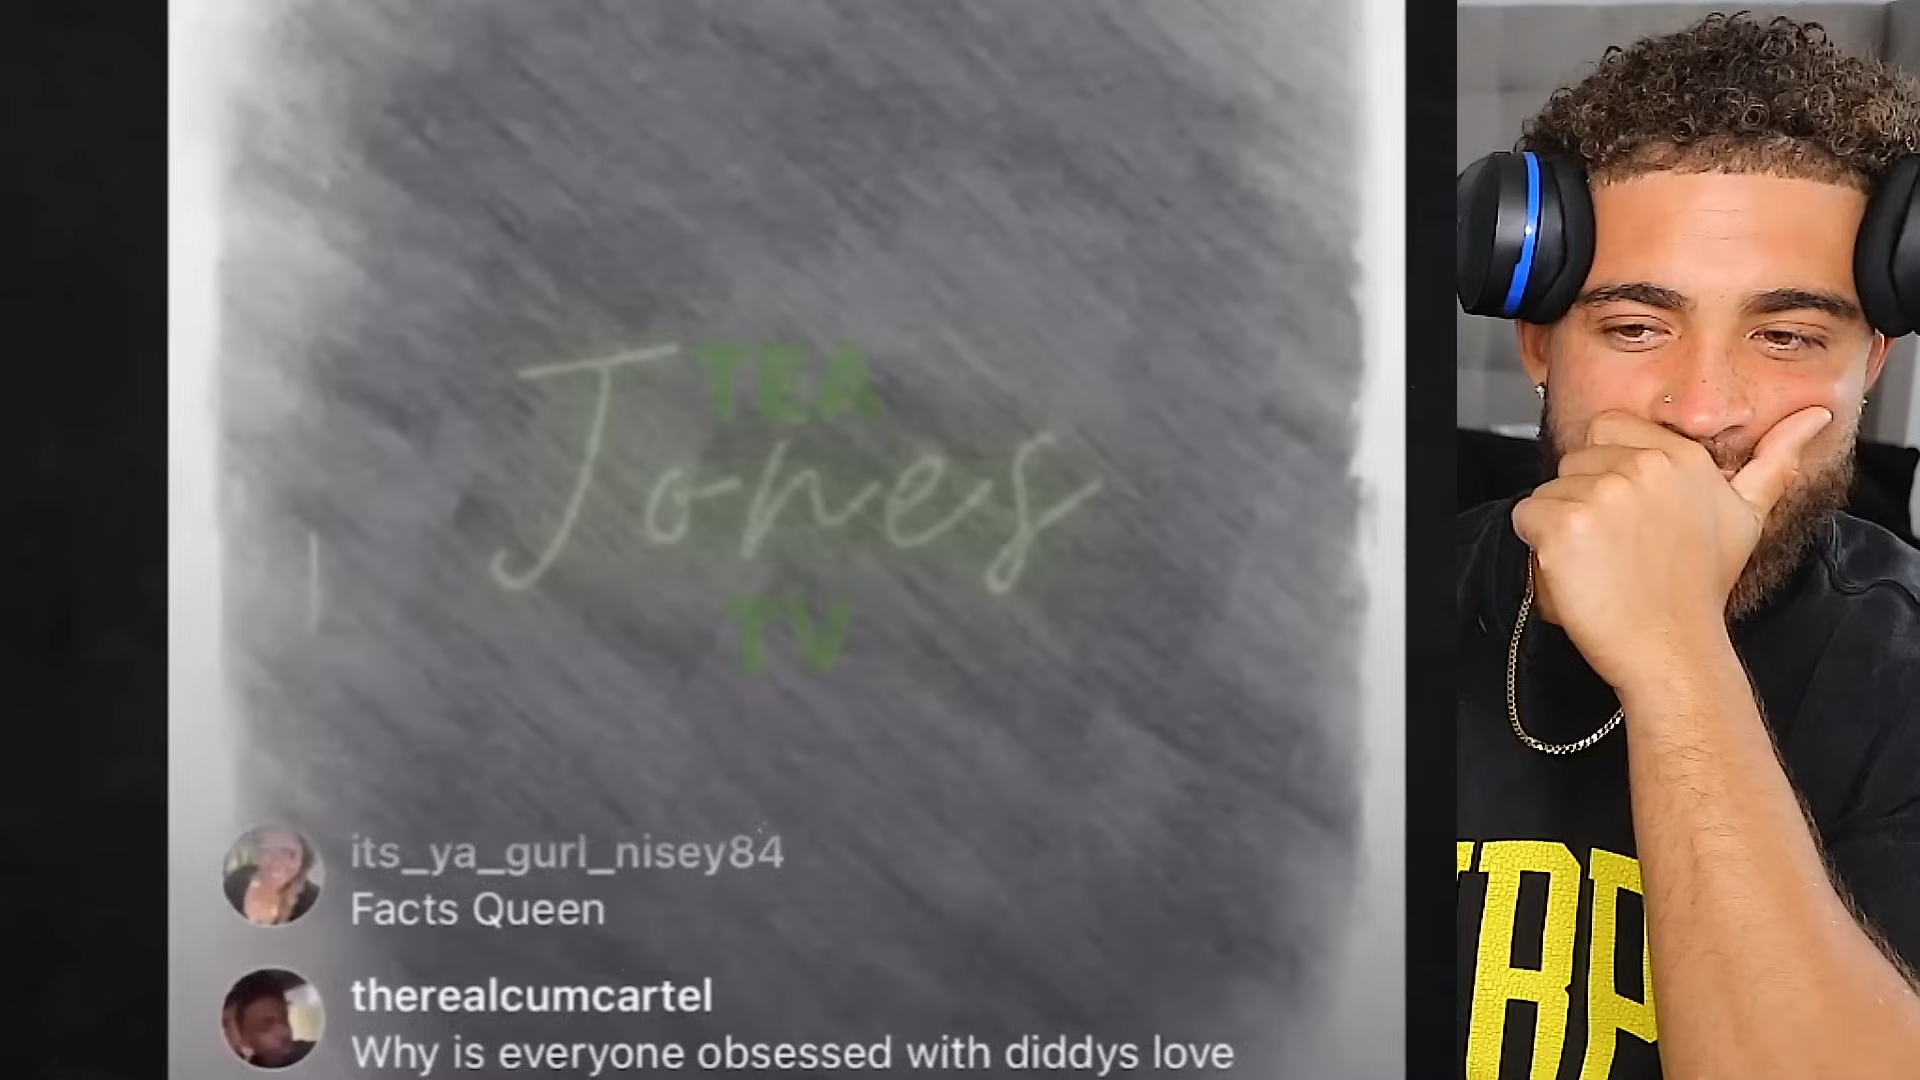 TEA
Jones
TV
its_ya_gurl_nisey84
Facts Queen
therealcumcartel
Why is everyone obsessed with diddys love